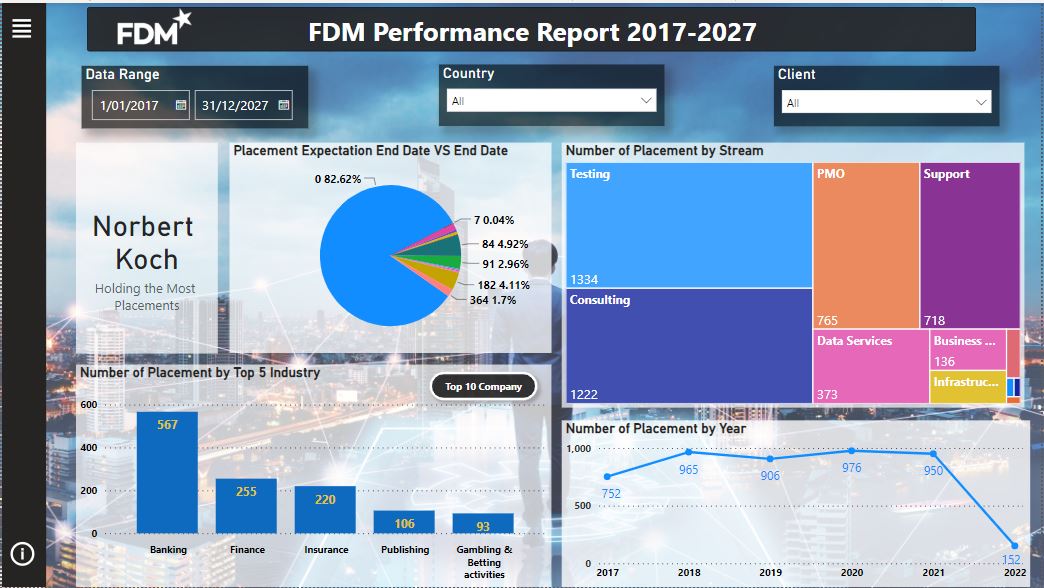 FDM
FDM Performance Report 2017-2027
Data Range
1/01/2017
31/12/2027
Country
All
Client
All
Norbert
Koch
Holding the Most
Placements
Placement Expectation End Date VS End Date
0 82.62%
7 0.04%
84 4.92%
91 2.96%
182 4.11%
364 1.7%
Number of Placement by Stream
Testing
1334
Consulting
1222
PMO
765
Support
718
Data Services
373
Business ...
136
Infrastruc...
Number of Placement by Top 5 Industry
Top 10 Company
600
400
200
0
567
255
220
106
93
Banking
Finance
Insurance
Publishing
Gambling &
Betting
activities
Number of Placement by Year
1,000
500
0
752
965
906
976
950
152
2017
2018
2019
2020
2021
2022